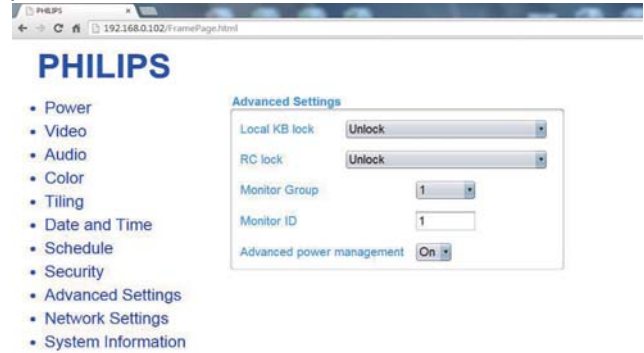 PHILIPS
192.168.0.102/FramePage.html
PHILIPS
• Power
• Video
• Audio
• Color
• Tiling
• Date and Time
• Schedule
• Security
• Advanced Settings
• Network Settings
• System Information
Advanced Settings
Local KB lock Unlock
RC lock Unlock
Monitor Group 1
Monitor ID 1
Advanced power management On